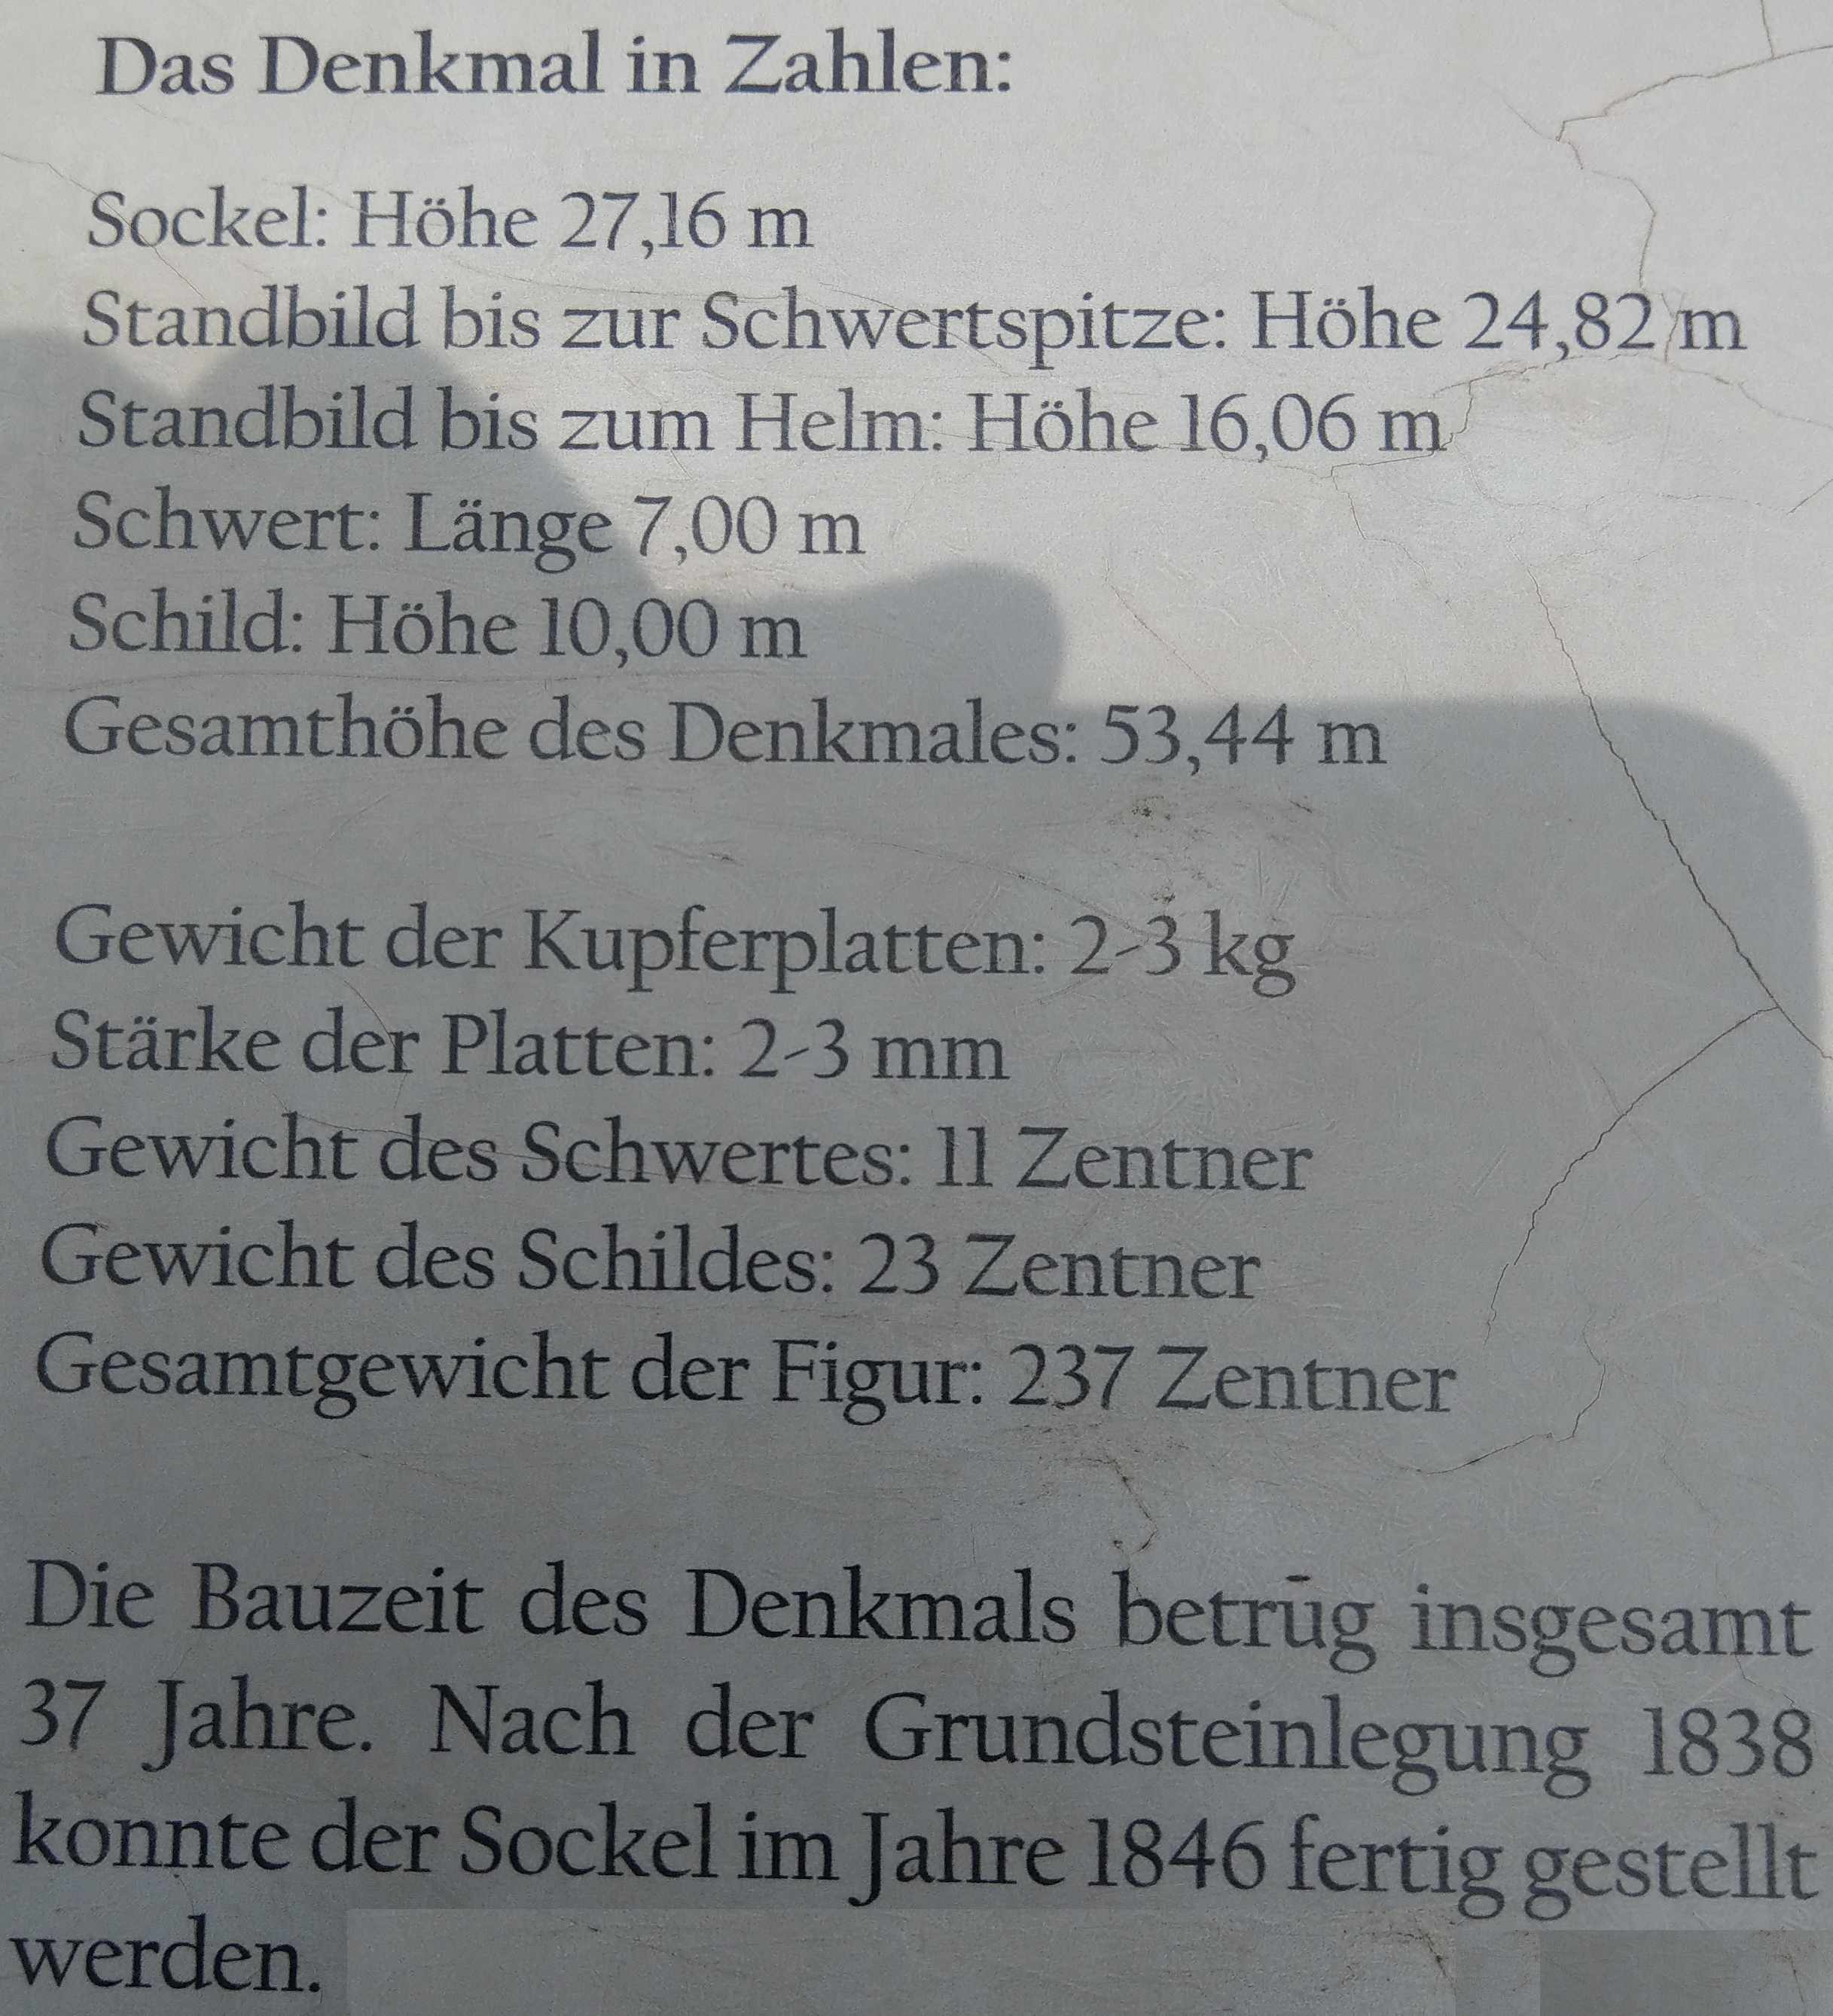 Das Denkmal in Zahlen:
Sockel: Höhe 27,16 m
Standbild bis zur Schwertspitze: Höhe 24,82 m
Standbild bis zum Helm: Höhe 16,06 m
Schwert: Länge 7,00 m
Schild: Höhe 10,00 m
Gesamthöhe des Denkmales: 53,44 m
Gewicht der Kupferplatten: 2-3 kg
Stärke der Platten: 2-3 mm
Gewicht des Schwertes: 11 Zentner
Gewicht des Schildes: 23 Zentner
Gesamtgewicht der Figur: 237 Zentner
Die Bauzeit des Denkmals betrug insgesamt
37 Jahre. Nach der Grundsteinlegung 1838
konnte der Sockel im Jahre 1846 fertig gestellt
werden.